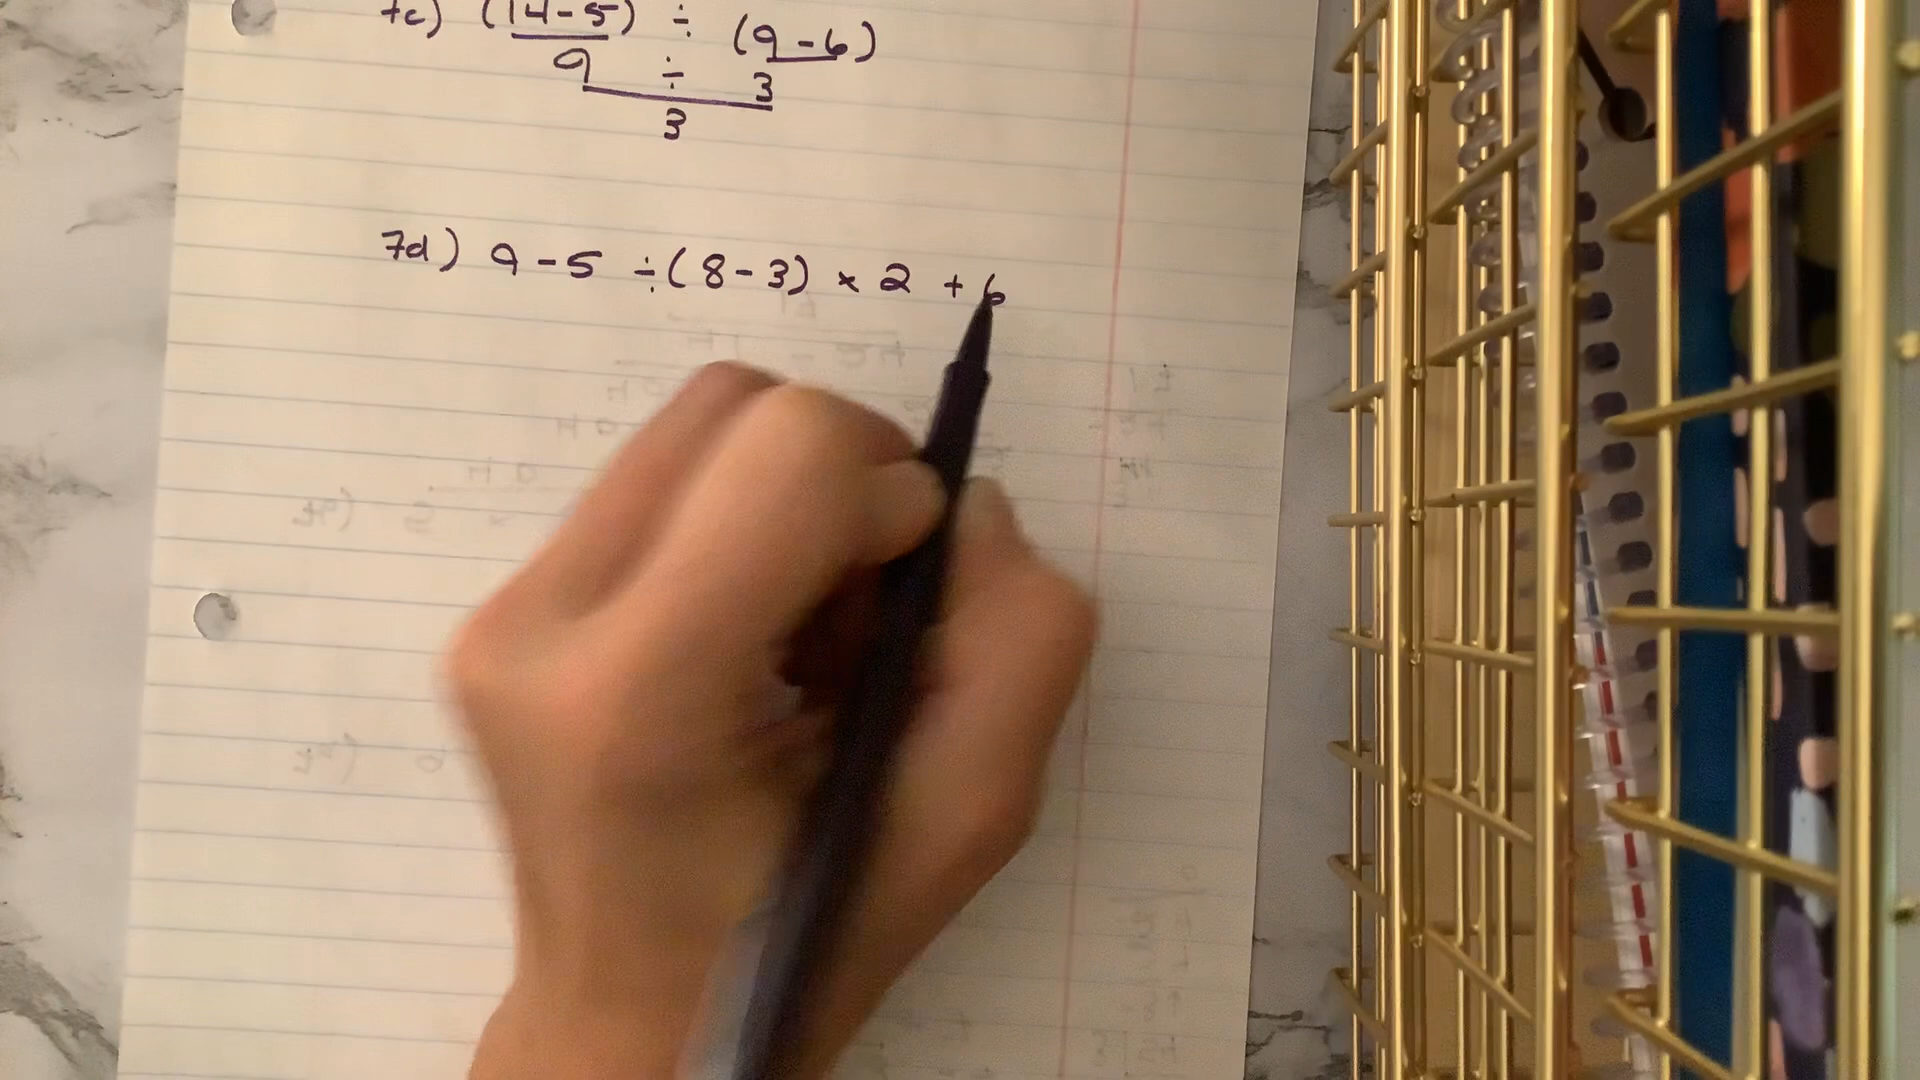 7c) (14-5) ÷ (9-6)
9 ÷ 3
3
7d) 9-5 ÷(8-3) × 2 + 6